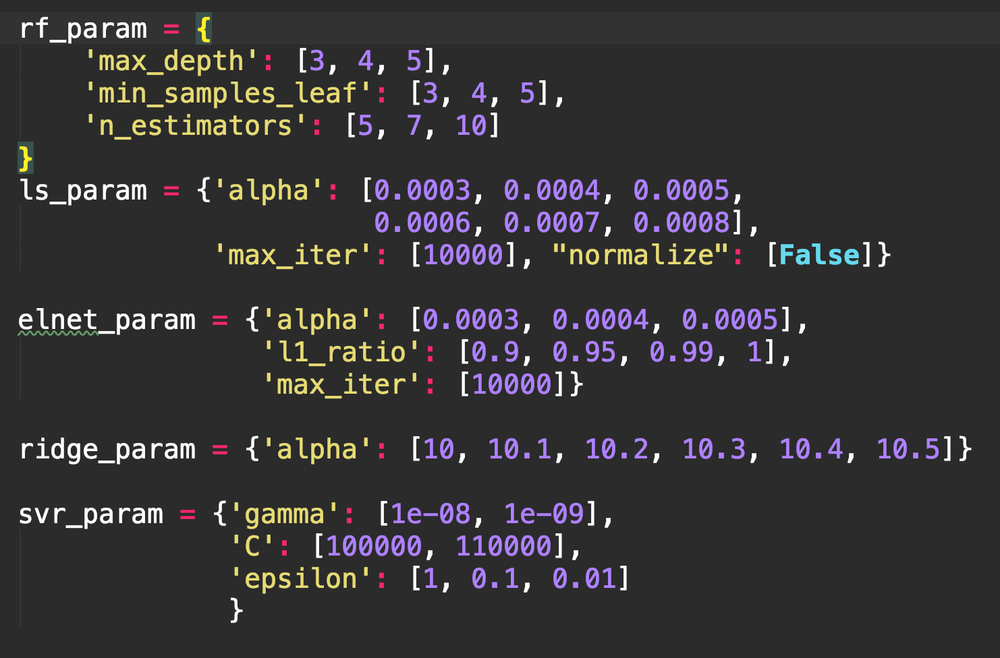 rf_param = {
    'max_depth': [3, 4, 5],
    'min_samples_leaf': [3, 4, 5],
    'n_estimators': [5, 7, 10]
}
ls_param = {'alpha': [0.0003, 0.0004, 0.0005,
                      0.0006, 0.0007, 0.0008],
            'max_iter': [10000], "normalize": [False]}

elnet_param = {'alpha': [0.0003, 0.0004, 0.0005],
               'l1_ratio': [0.9, 0.95, 0.99, 1],
               'max_iter': [10000]}

ridge_param = {'alpha': [10, 10.1, 10.2, 10.3, 10.4, 10.5]}

svr_param = {'gamma': [1e-08, 1e-09],
             'C': [100000, 110000],
             'epsilon': [1, 0.1, 0.01]
             }